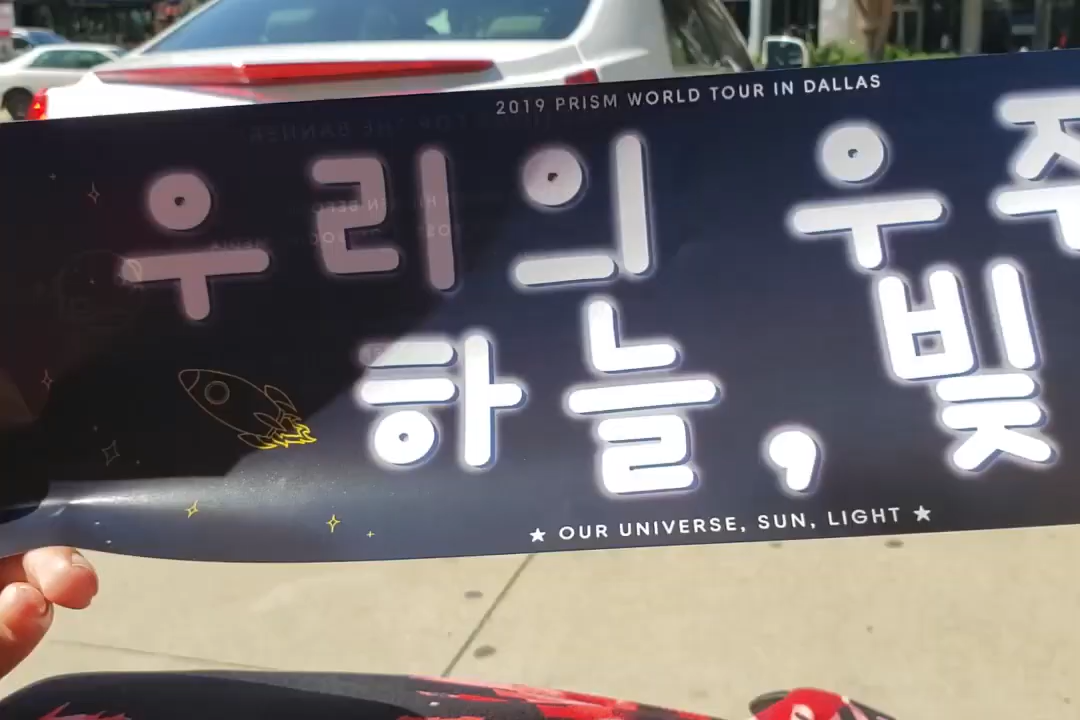 2019 PRISM WORLD TOUR IN DALLAS
우리의 우주
하늘, 빛
★ OUR UNIVERSE, SUN, LIGHT ★